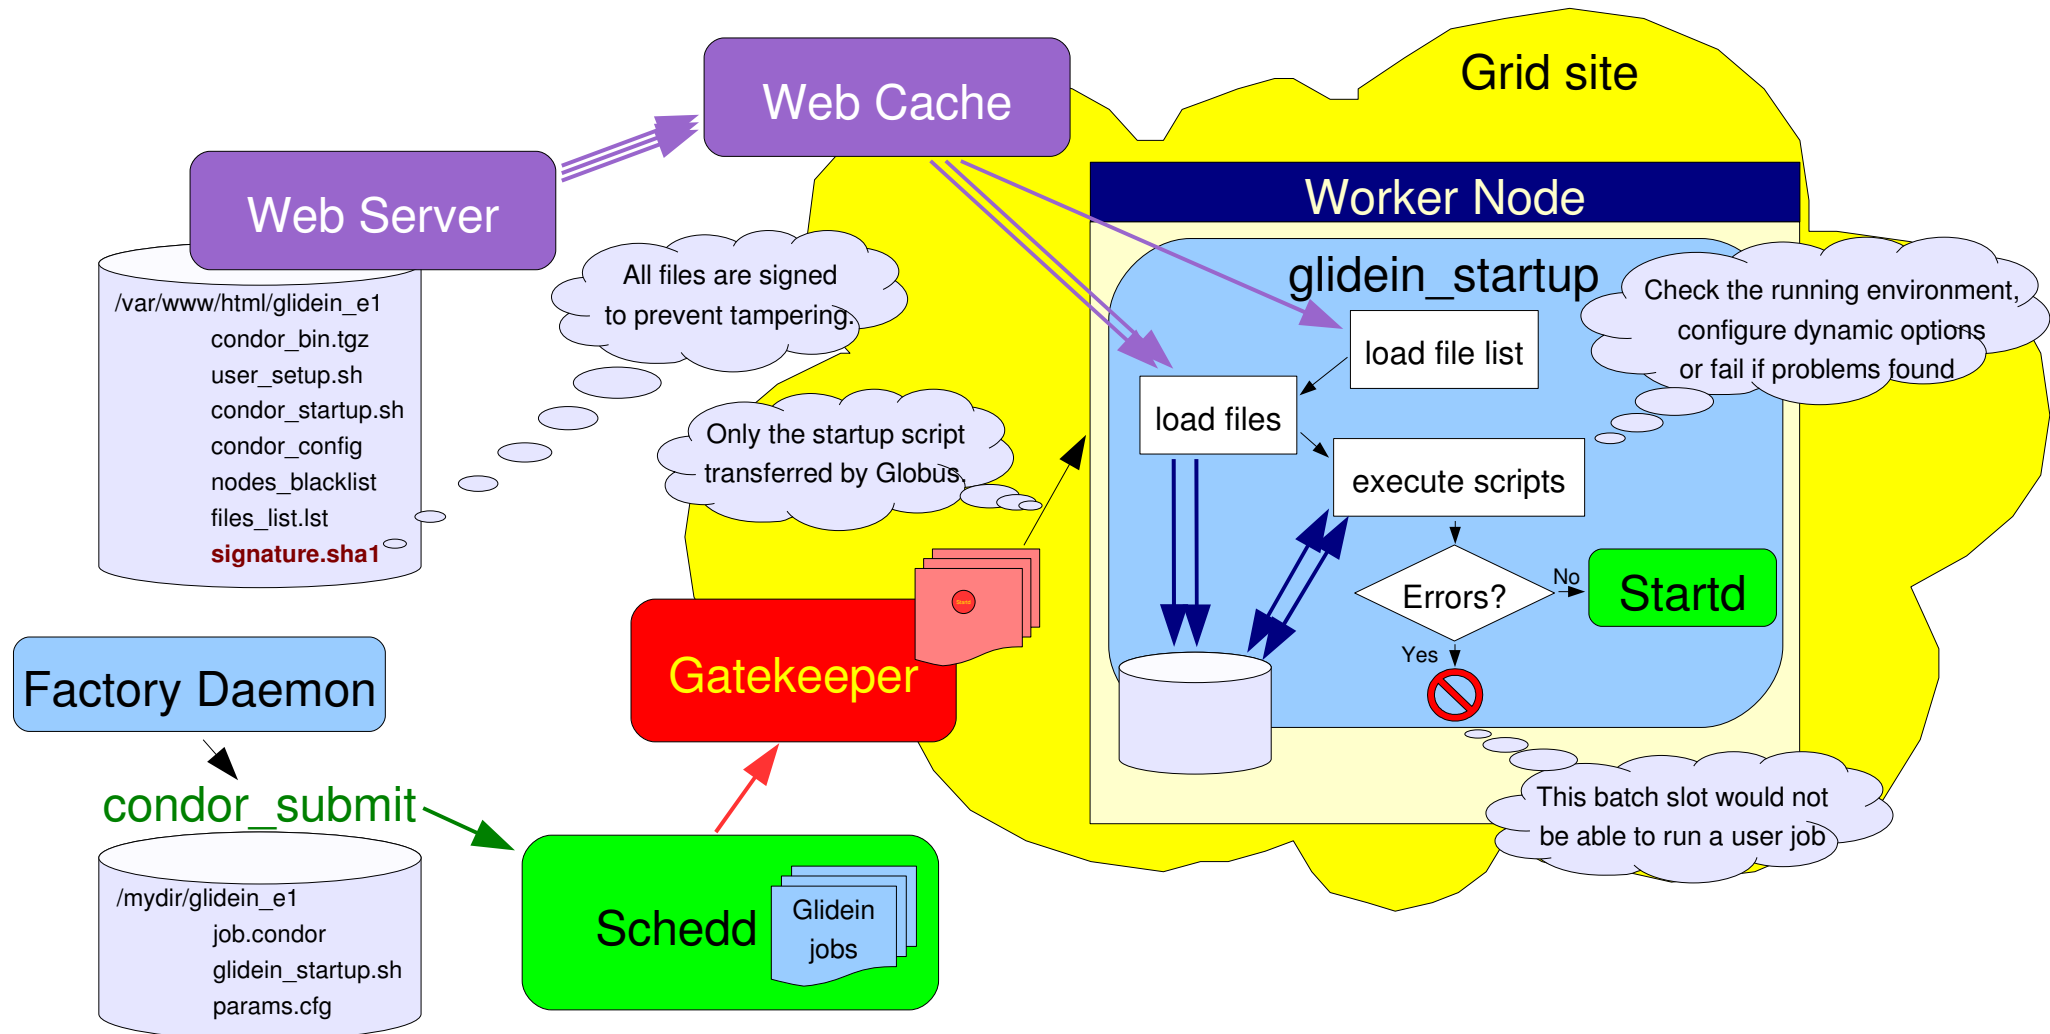 Grid site
Web Cache
Web Server
/var/www/html/glidein_e1
condor_bin.tgz
user_setup.sh
condor_startup.sh
condor_config
nodes_blacklist
files_list.lst
signature.sha1
All files are signed
to prevent tampering.
Only the startup script
transferred by Globus.
Worker Node
glidein_startup
Check the running environment,
configure dynamic options
or fail if problems found
load file list
load files
execute scripts
Errors?
No
Startd
Yes
This batch slot would not
be able to run a user job
Gatekeeper
Factory Daemon
condor_submit
/mydir/glidein_e1
job.condor
glidein_startup.sh
params.cfg
Schedd
Glidein
jobs